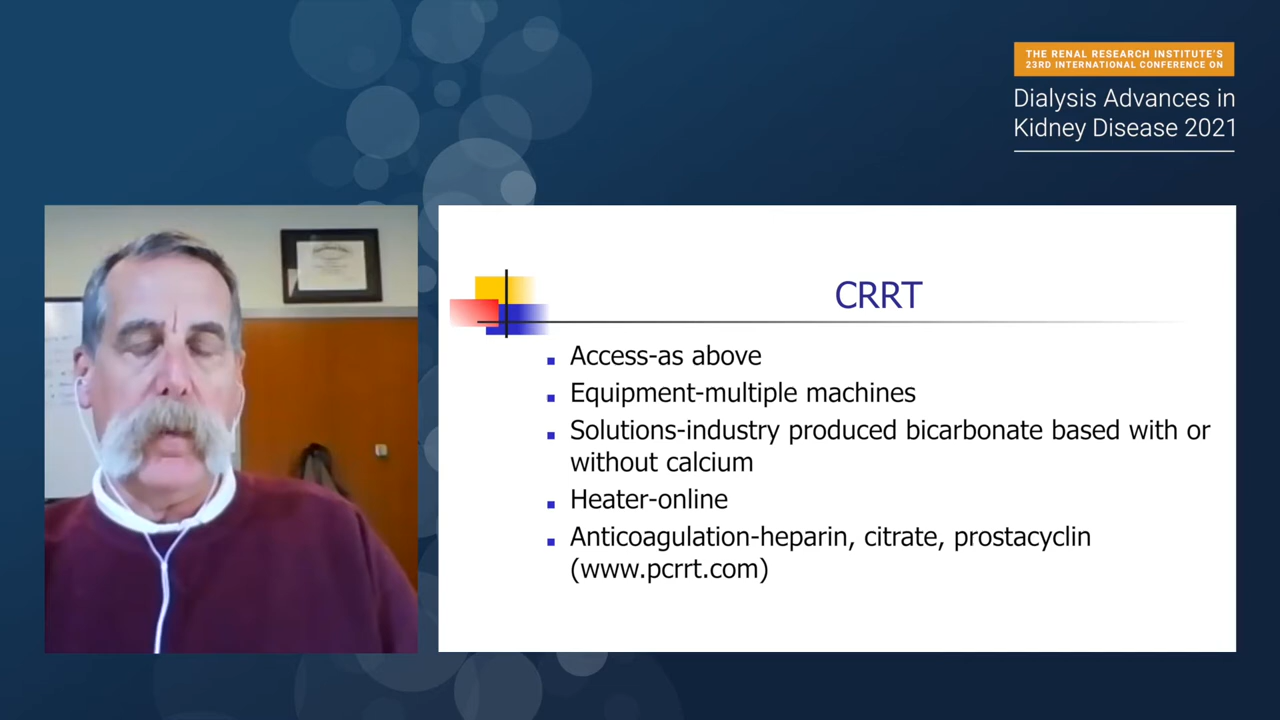 THE RENAL RESEARCH INSTITUTE'S
23RD INTERNATIONAL CONFERENCE ON
Dialysis Advances in
Kidney Disease 2021
CRRT
Access-as above
Equipment-multiple machines
Solutions-industry produced bicarbonate based with or
without calcium
Heater-online
Anticoagulation-heparin, citrate, prostacyclin
(www.pcrrt.com)